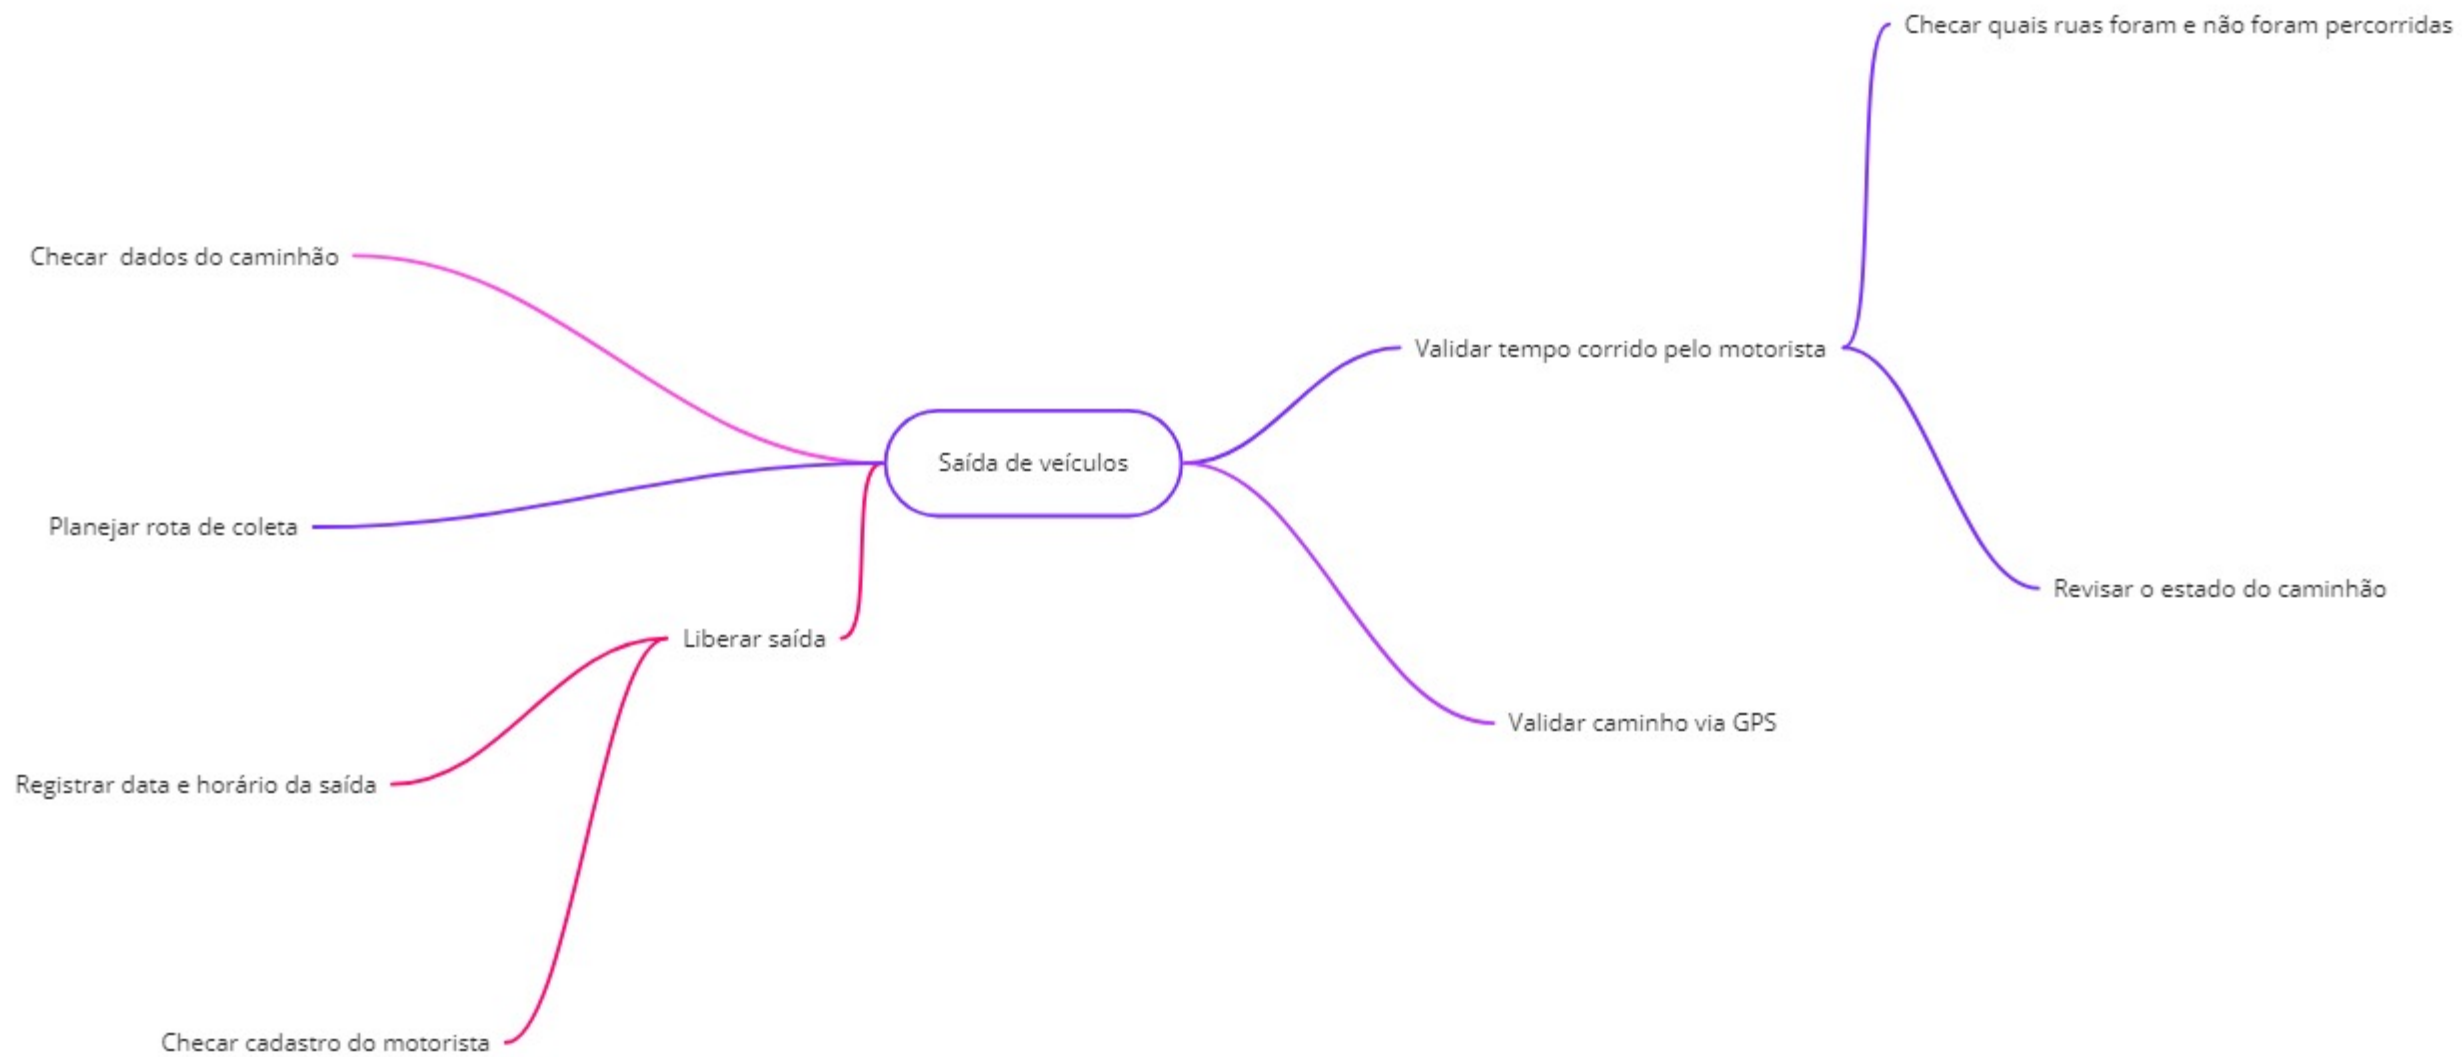 Checar quais ruas foram e não foram percorridas
Checar  dados do caminhão
Validar tempo corrido pelo motorista
Saída de veículos
Planejar rota de coleta
Revisar o estado do caminhão
Liberar saída
Validar caminho via GPS
Registrar data e horário da saída
Checar cadastro do motorista